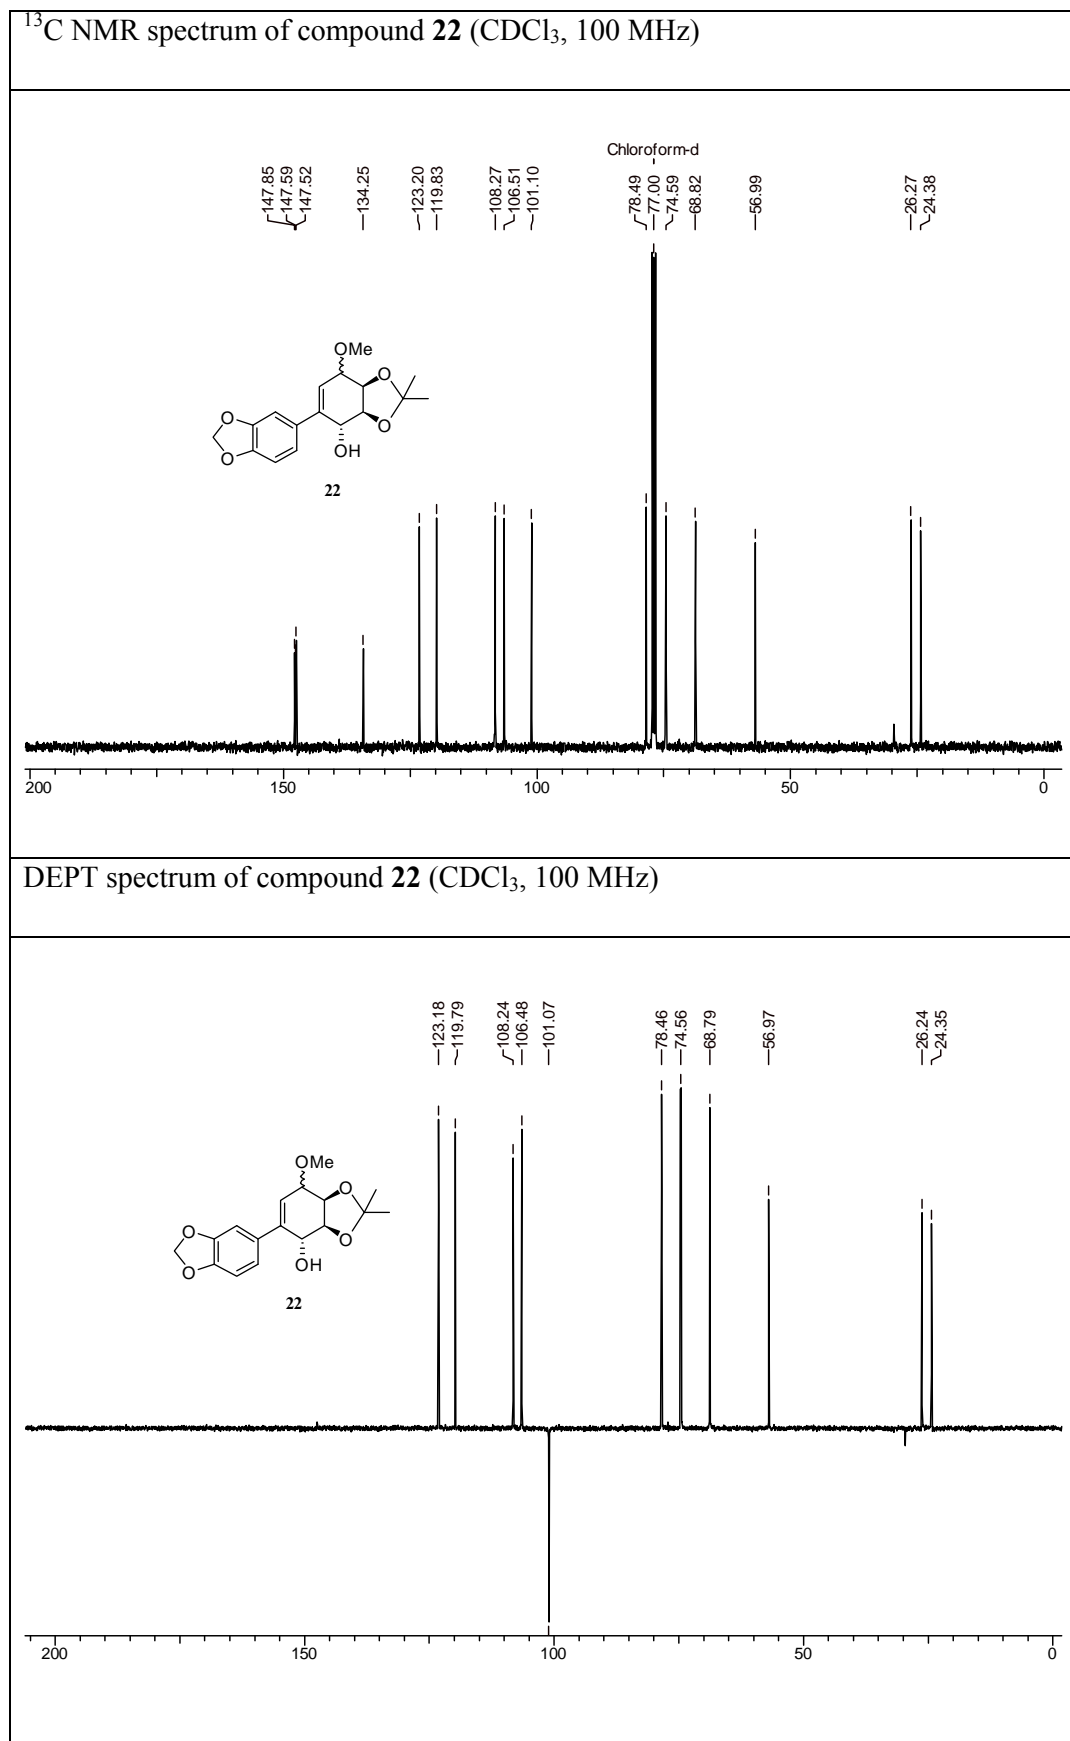 ¹³C NMR spectrum of compound 22 (CDCl₃, 100 MHz)
Chloroform-d
147.85
147.59
147.52
134.25
123.20
119.83
108.27
106.51
101.10
78.49
77.00
74.59
68.82
56.99
26.27
24.38
OMe
O
O
O
O
OH
22
200 150 100 50 0
DEPT spectrum of compound 22 (CDCl₃, 100 MHz)
123.18
119.79
108.24
106.48
101.07
78.46
74.56
68.79
56.97
26.24
24.35
OMe
O
O
O
O
OH
22
200 150 100 50 0